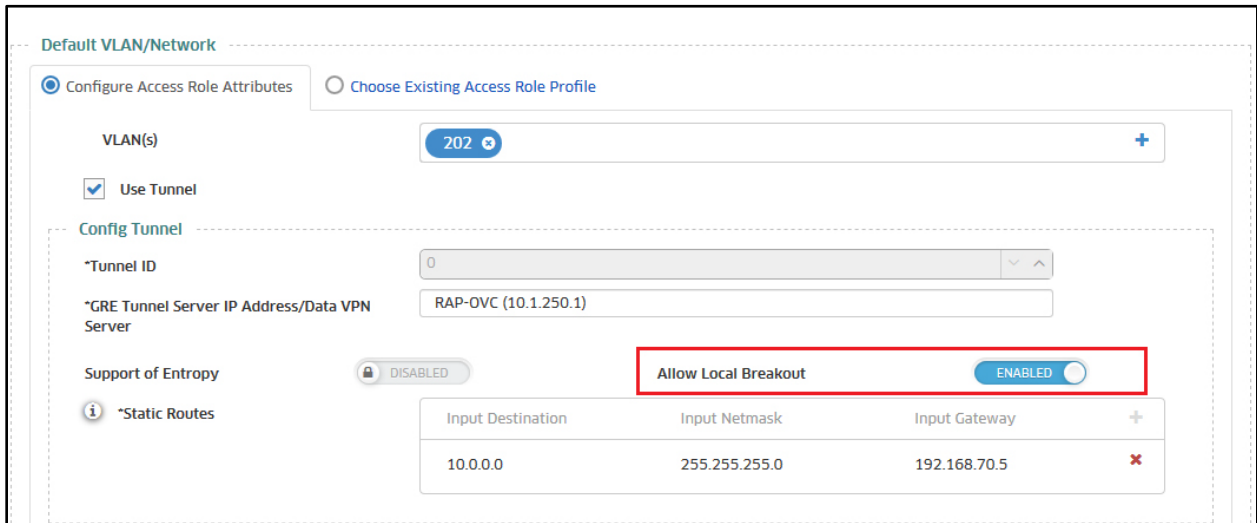 Default VLAN/Network
Configure Access Role Attributes
Choose Existing Access Role Profile
VLAN(s)
202
Use Tunnel
Config Tunnel
*Tunnel ID
0
*GRE Tunnel Server IP Address/Data VPN
Server
RAP-OVC (10.1.250.1)
Support of Entropy
DISABLED
Allow Local Breakout
ENABLED
*Static Routes
Input Destination
Input Netmask
Input Gateway
10.0.0.0
255.255.255.0
192.168.70.5